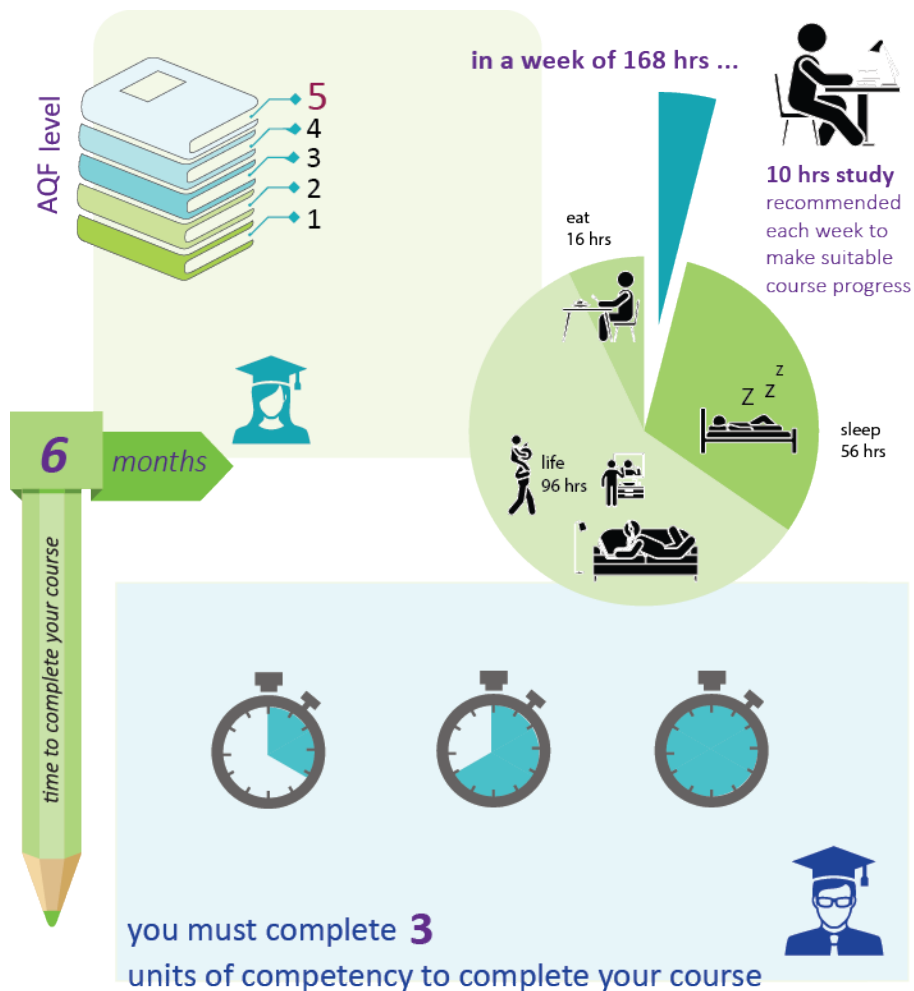 AQF level
5
4
3
2
1
in a week of 168 hrs ...
10 hrs study
recommended
each week to
make suitable
course progress
eat
16 hrs
z
Z
Z
sleep
56 hrs
life
96 hrs
6
months
time to complete your course
you must complete 3
units of competency to complete your course